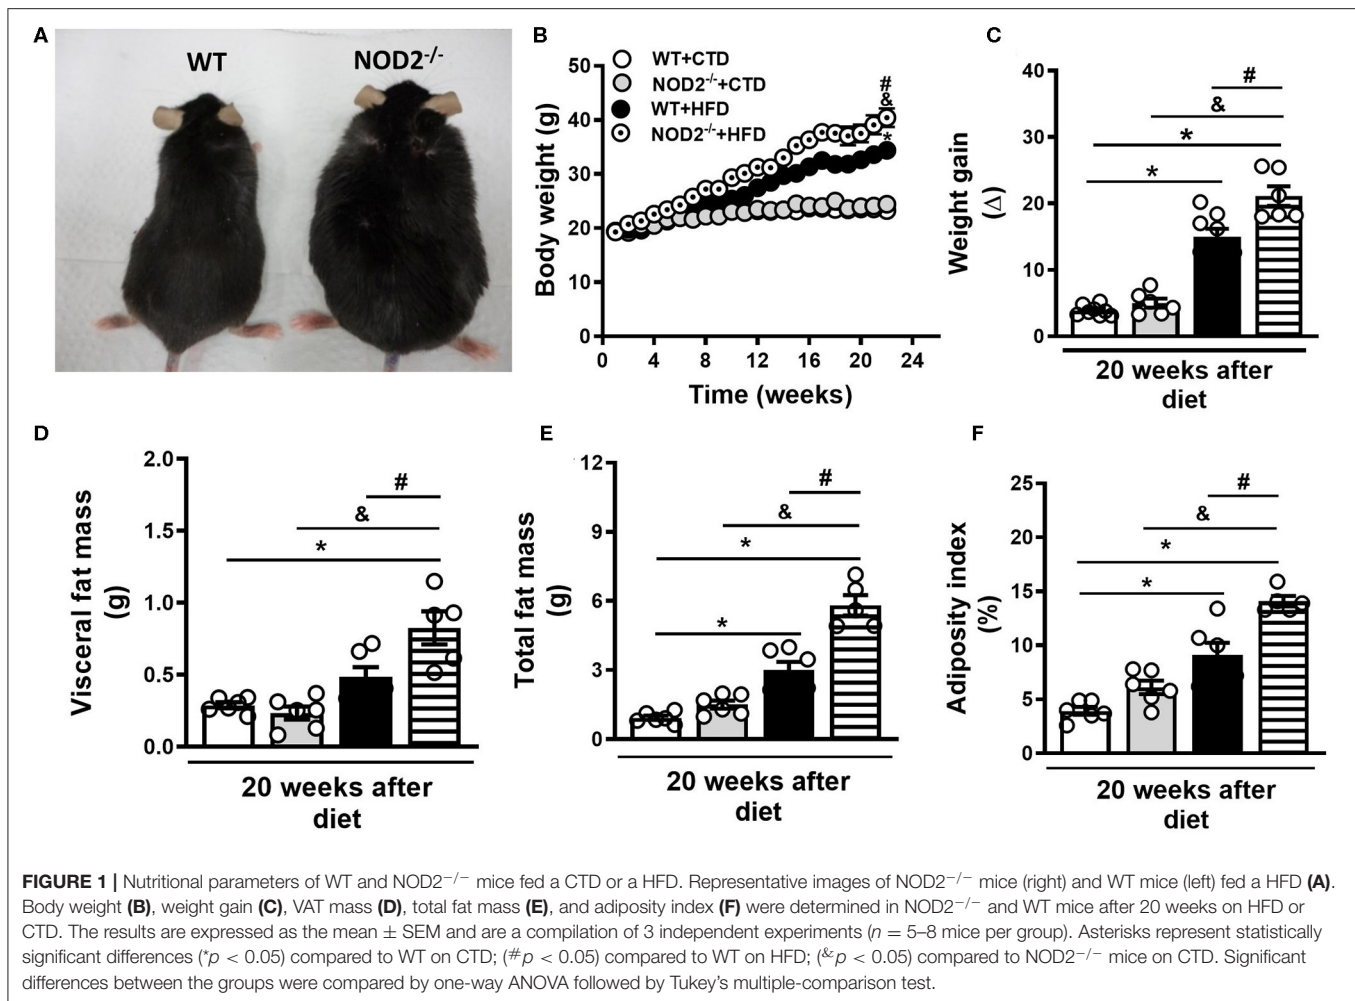 A
WT
NOD2-/-
B
WT+CTD
NOD2-/-+CTD
WT+HFD
NOD2-/-+HFD
#
&
*
Body weight (g)
50
40
30
20
10
0
0 4 8 12 16 20 24
Time (weeks)
C
Weight gain
(Δ)
40
30
20
10
0
#
&
*
*
20 weeks after
diet
D
Visceral fat mass
(g)
2.0
1.5
1.0
0.5
0.0
#
&
*
20 weeks after
diet
E
Total fat mass
(g)
12
9
6
3
0
#
&
*
*
20 weeks after
diet
F
Adiposity index
(%)
25
20
15
10
5
0
#
&
*
*
20 weeks after
diet
FIGURE 1 | Nutritional parameters of WT and NOD2−/− mice fed a CTD or a HFD. Representative images of NOD2−/− mice (right) and WT mice (left) fed a HFD (A).
Body weight (B), weight gain (C), VAT mass (D), total fat mass (E), and adiposity index (F) were determined in NOD2−/− and WT mice after 20 weeks on HFD or
CTD. The results are expressed as the mean ± SEM and are a compilation of 3 independent experiments (n = 5–8 mice per group). Asterisks represent statistically
significant differences (*p < 0.05) compared to WT on CTD; (#p < 0.05) compared to WT on HFD; (&p < 0.05) compared to NOD2−/− mice on CTD. Significant
differences between the groups were compared by one-way ANOVA followed by Tukey's multiple-comparison test.